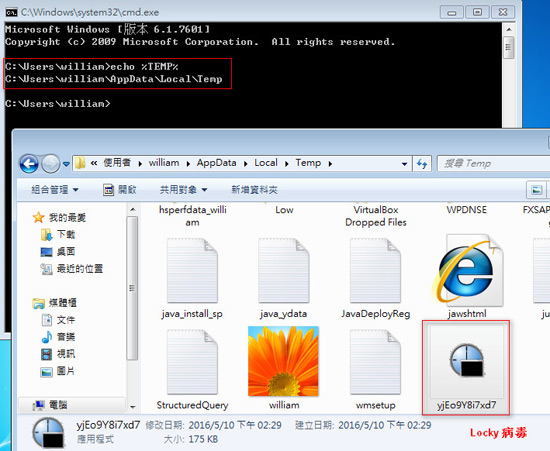 C:\Windows\system32\cmd.exe
Microsoft Windows [版本 6.1.7601]
Copyright (c) 2009 Microsoft Corporation. All rights reserved.
C:\Users\william>echo %TEMP%
C:\Users\william\AppData\Local\Temp
C:\Users\william>
« 使用者 ▸ william ▸ AppData ▸ Local ▸ Temp ▸
搜尋 Temp
組合管理 開啟 共用對象 新增資料夾
我的最愛
下載
桌面
最近的位置
媒體櫃
文件
音樂
視訊
圖片
電腦
hsperfdata_william
Low
VirtualBox Dropped Files
WPDNSE
FXSAP
java_install_sp
java_ydata
JavaDeployReg
jawshtml
ju
StructuredQuery
william
wmsetup
yjEo9Y8i7xd7
yjEo9Y8i7xd7 修改日期: 2016/5/10 下午 02:29 建立日期: 2016/5/10 下午 02:29
應用程式 大小: 175 KB
Locky 病毒